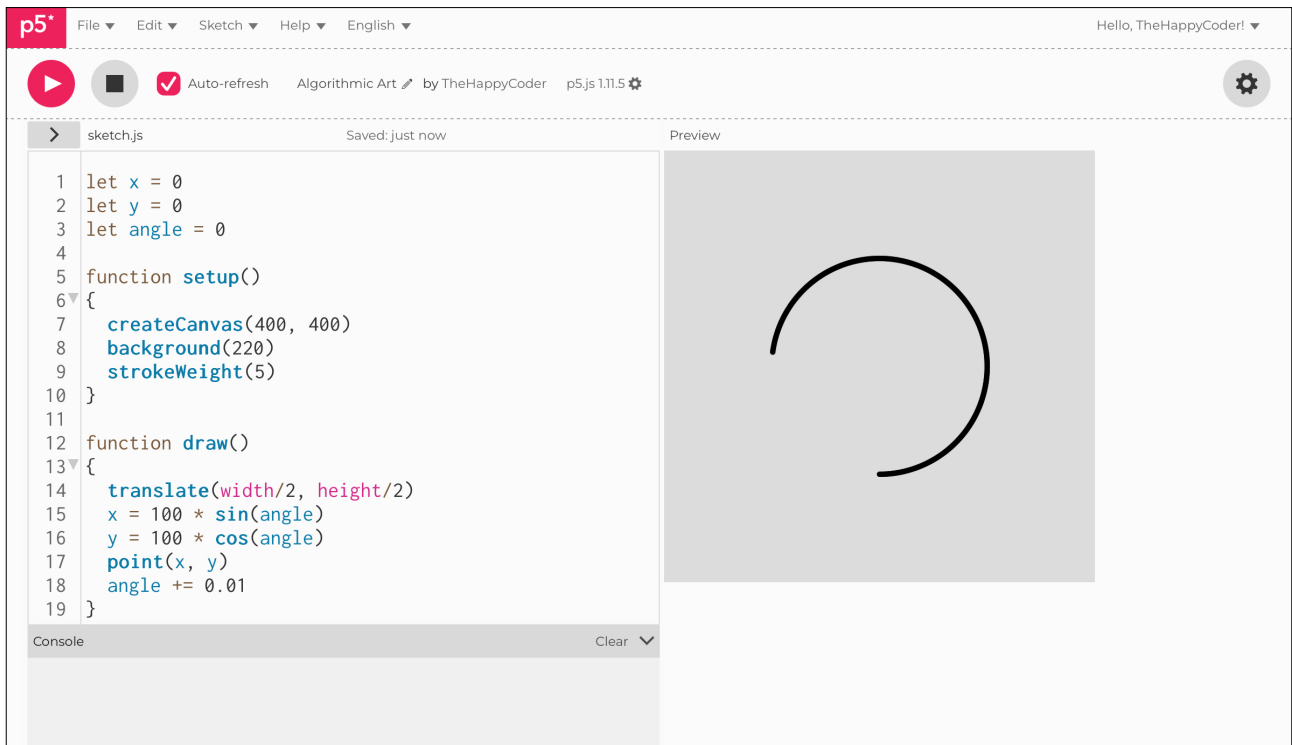 p5* File Edit Sketch Help English Hello, TheHappyCoder!
Auto-refresh Algorithmic Art by TheHappyCoder p5.js 1.11.5
sketch.js Saved: just now Preview
1 let x = 0
2 let y = 0
3 let angle = 0
4
5 function setup()
6 {
7   createCanvas(400, 400)
8   background(220)
9   strokeWeight(5)
10 }
11
12 function draw()
13 {
14   translate(width/2, height/2)
15   x = 100 * sin(angle)
16   y = 100 * cos(angle)
17   point(x, y)
18   angle += 0.01
19 }
Console Clear